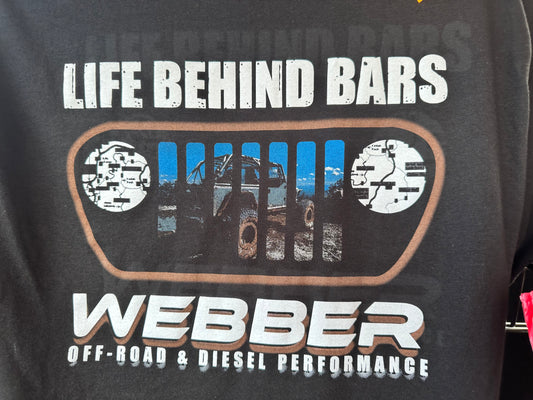 LIFE BEHIND BARS
WEBBER
OFF-ROAD & DIESEL PERFORMANCE